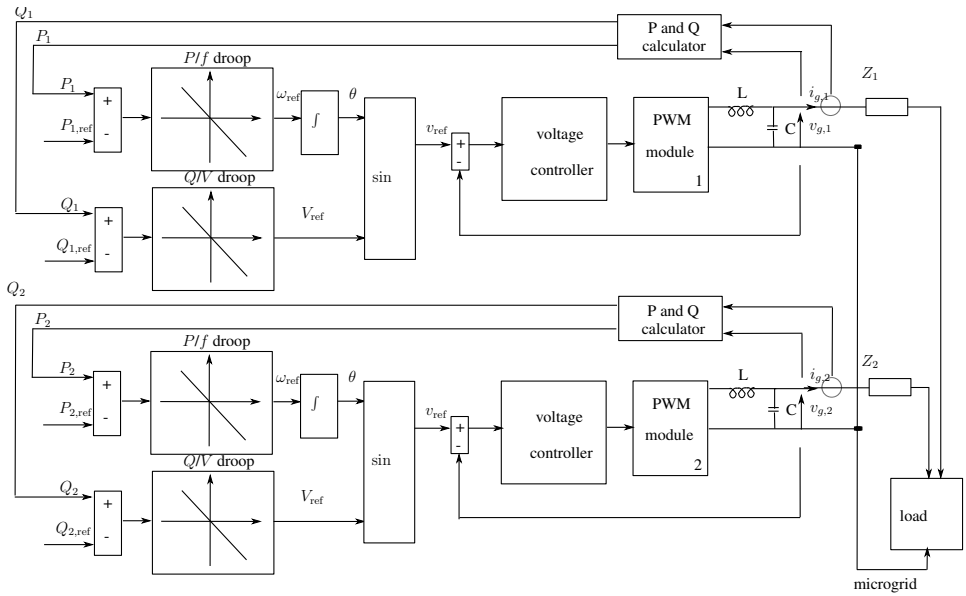 Q1
P1
P and Q
calculator
P/f droop
P1
+
P1,ref
-
ωref
∫
θ
Q/V droop
Q1
+
Q1,ref
-
Vref
sin
vref
+
-
voltage
controller
PWM
module
1
L
C
ig,1
vg,1
Z1
Q2
P2
P and Q
calculator
P/f droop
P2
+
P2,ref
-
ωref
∫
θ
Q/V droop
Q2
+
Q2,ref
-
Vref
sin
vref
+
-
voltage
controller
PWM
module
2
L
C
ig,2
vg,2
Z2
load
microgrid